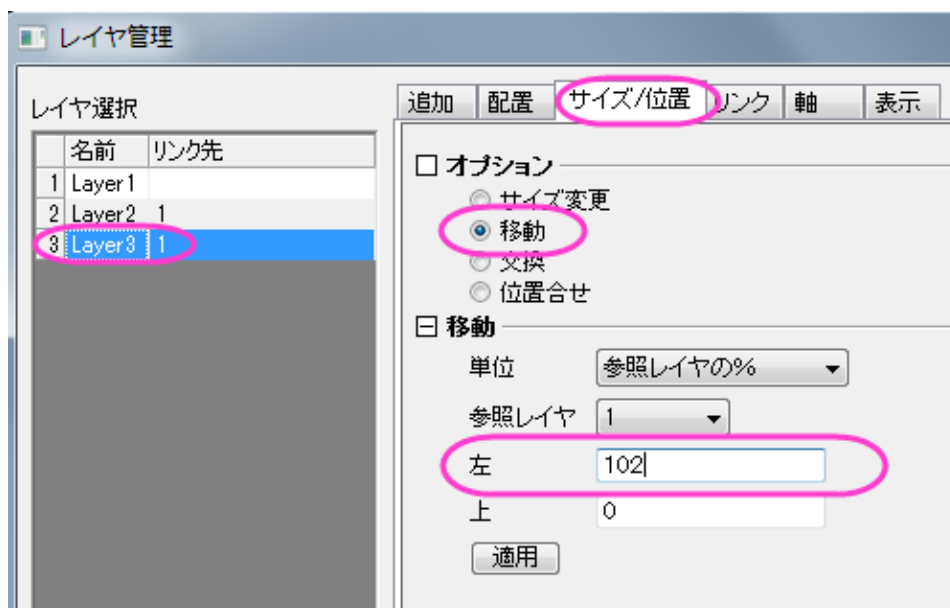 レイヤ管理
レイヤ選択
名前 リンク先
1 Layer1
2 Layer2 1
3 Layer3 1
追加 配置 サイズ/位置 リンク 軸 表示
オプション
サイズ変更
移動
交換
位置合せ
移動
単位 参照レイヤの%
参照レイヤ 1
左 102
上 0
適用